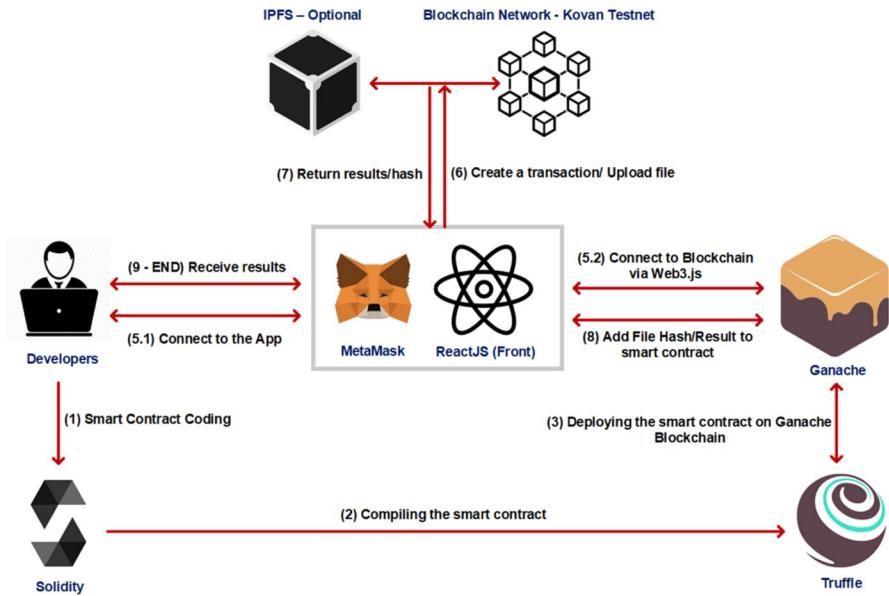 IPFS – Optional
Blockchain Network - Kovan Testnet
(7) Return results/hash
(6) Create a transaction/ Upload file
(9 - END) Receive results
(5.1) Connect to the App
Developers
MetaMask
ReactJS (Front)
(5.2) Connect to Blockchain
via Web3.js
(8) Add File Hash/Result to
smart contract
Ganache
(1) Smart Contract Coding
(3) Deploying the smart contract on Ganache
Blockchain
(2) Compiling the smart contract
Solidity
Truffle